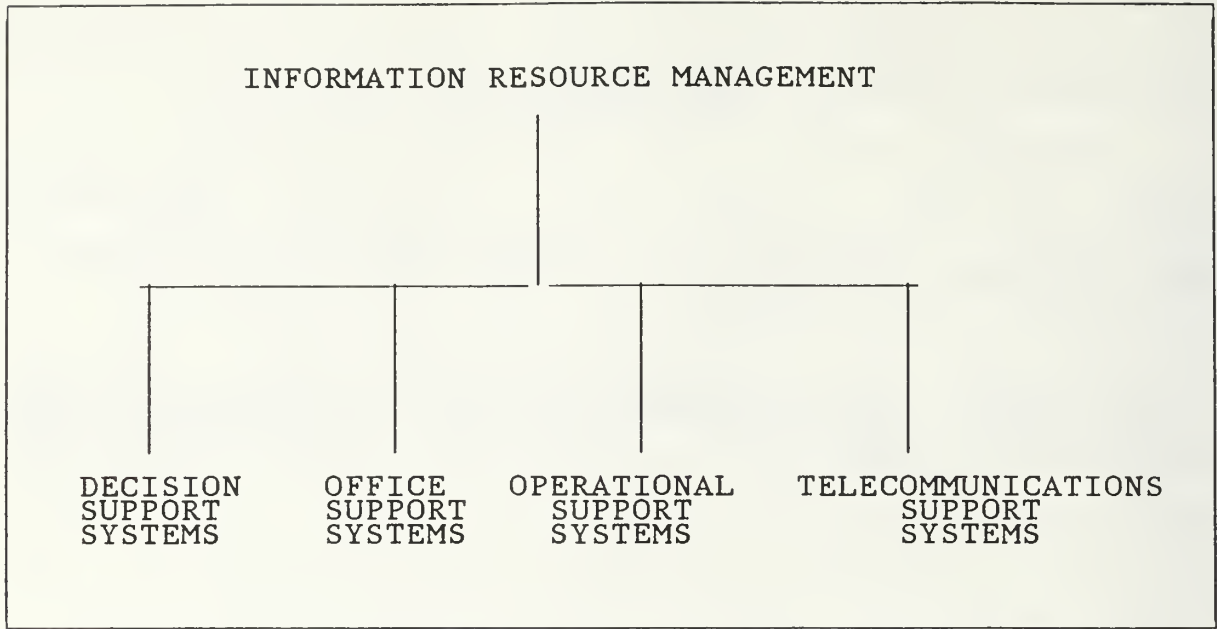 INFORMATION RESOURCE MANAGEMENT
DECISION
SUPPORT
SYSTEMS
OFFICE
SUPPORT
SYSTEMS
OPERATIONAL
SUPPORT
SYSTEMS
TELECOMMUNICATIONS
SUPPORT
SYSTEMS